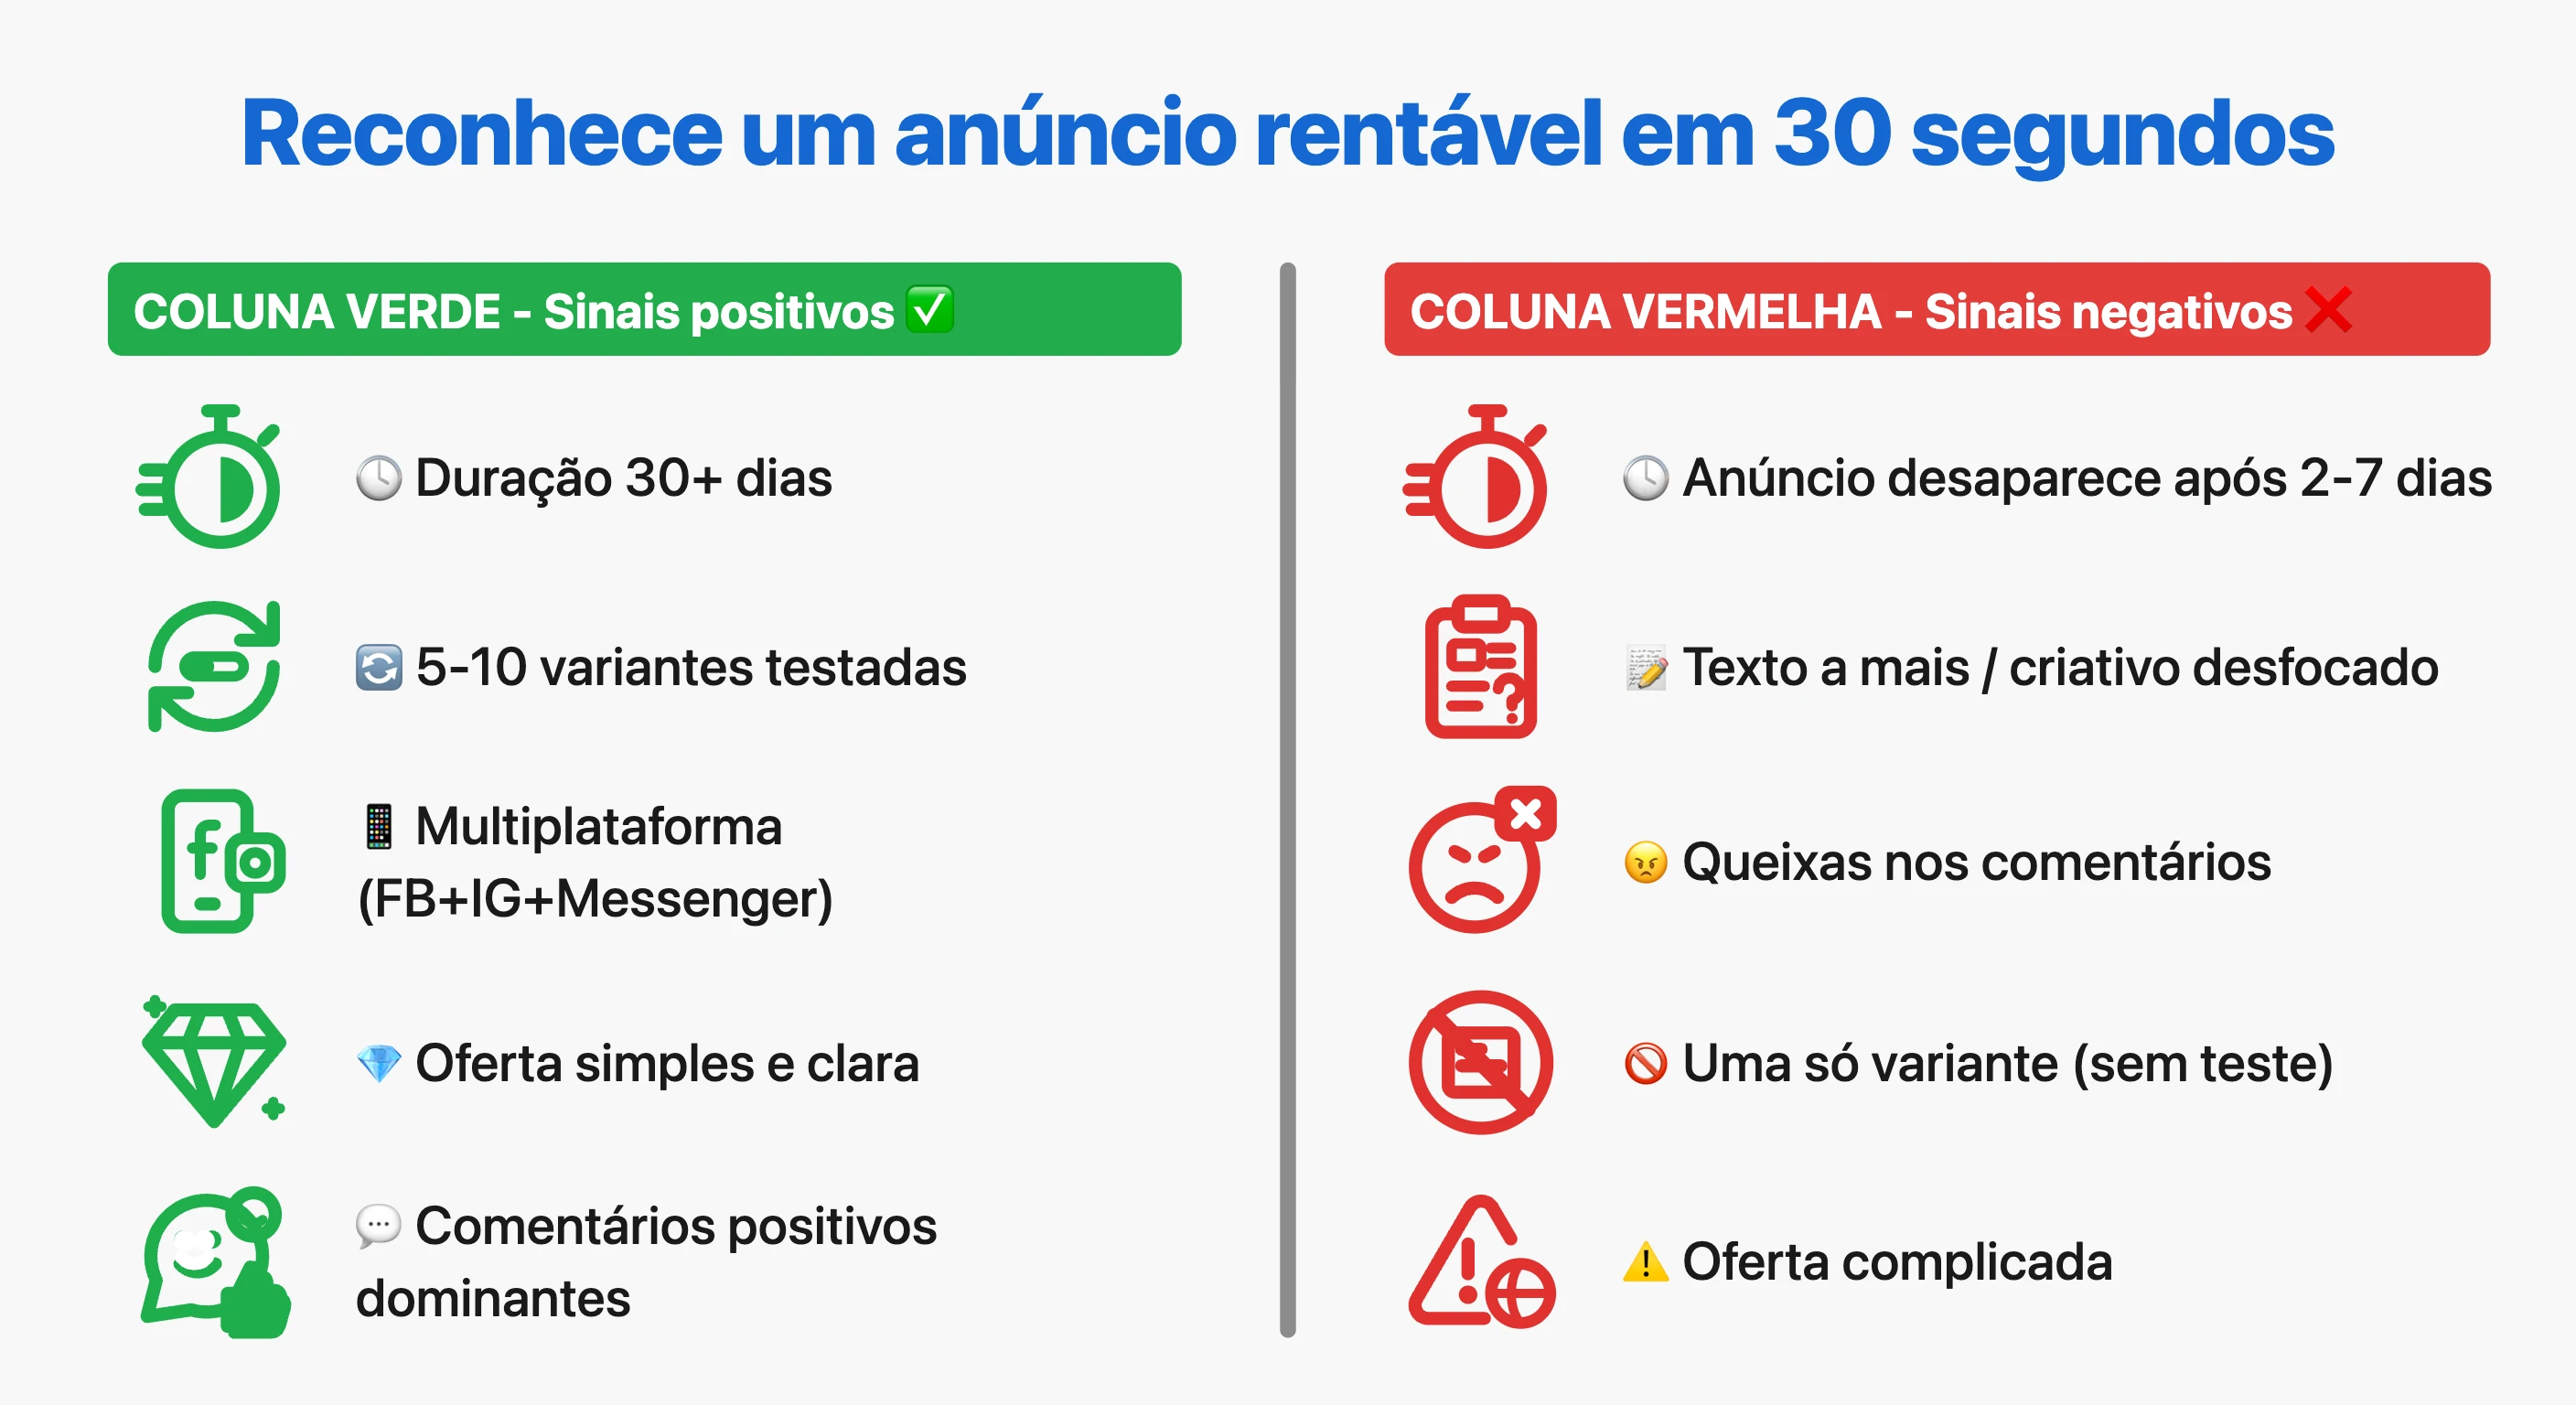 Reconhece um anúncio rentável em 30 segundos
COLUNA VERDE - Sinais positivos ✅
🕓 Duração 30+ dias
🔄 5-10 variantes testadas
📱 Multiplataforma
(FB+IG+Messenger)
💎 Oferta simples e clara
💬 Comentários positivos
dominantes
COLUNA VERMELHA - Sinais negativos ❌
🕓 Anúncio desaparece após 2-7 dias
📝 Texto a mais / criativo desfocado
😠 Queixas nos comentários
🚫 Uma só variante (sem teste)
⚠️ Oferta complicada